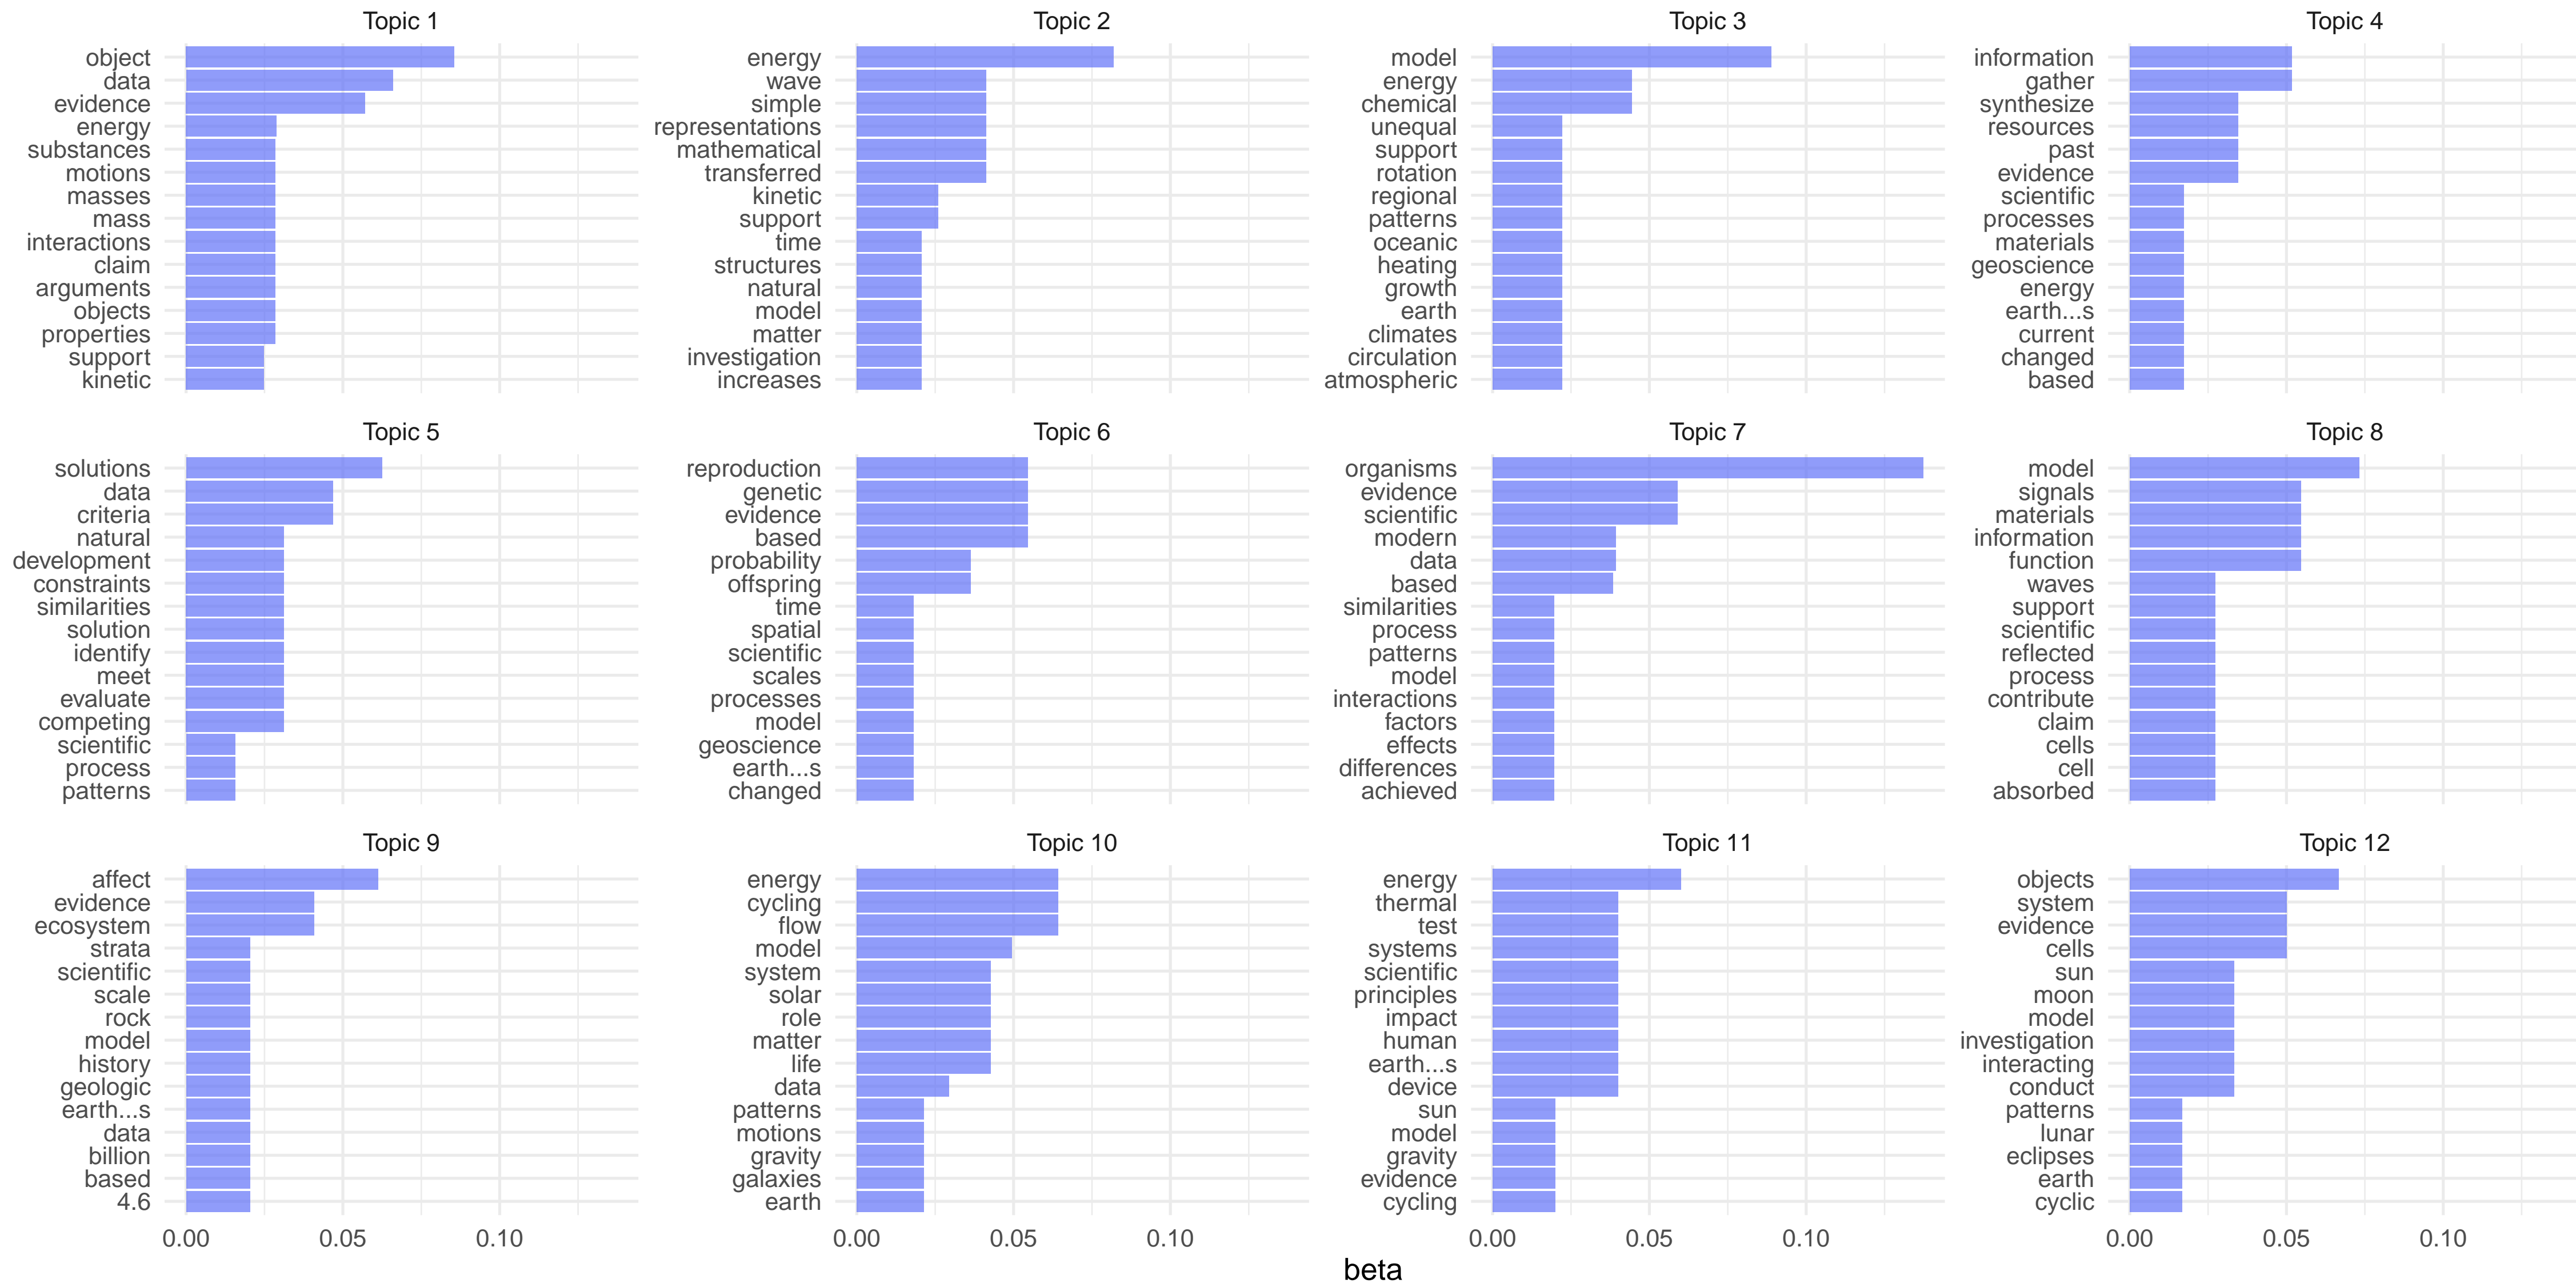 Topic 1
object
data
evidence
energy
substances
motions
masses
mass
interactions
claim
arguments
objects
properties
support
kinetic
Topic 2
energy
wave
simple
representations
mathematical
transferred
kinetic
support
time
structures
natural
model
matter
investigation
increases
Topic 3
model
energy
chemical
unequal
support
rotation
regional
patterns
oceanic
heating
growth
earth
climates
circulation
atmospheric
Topic 4
information
gather
synthesize
resources
past
evidence
scientific
processes
materials
geoscience
energy
earth...s
current
changed
based
Topic 5
solutions
data
criteria
natural
development
constraints
similarities
solution
identify
meet
evaluate
competing
scientific
process
patterns
Topic 6
reproduction
genetic
evidence
based
probability
offspring
time
spatial
scientific
scales
processes
model
geoscience
earth...s
changed
Topic 7
organisms
evidence
scientific
modern
data
based
similarities
process
patterns
model
interactions
factors
effects
differences
achieved
Topic 8
model
signals
materials
information
function
waves
support
scientific
reflected
process
contribute
claim
cells
cell
absorbed
Topic 9
affect
evidence
ecosystem
strata
scientific
scale
rock
model
history
geologic
earth...s
data
billion
based
4.6
0.00 0.05 0.10
Topic 10
energy
cycling
flow
model
system
solar
role
matter
life
data
patterns
motions
gravity
galaxies
earth
0.00 0.05 0.10
Topic 11
energy
thermal
test
systems
scientific
principles
impact
human
earth...s
device
sun
model
gravity
evidence
cycling
0.00 0.05 0.10
Topic 12
objects
system
evidence
cells
sun
moon
model
investigation
interacting
conduct
patterns
lunar
eclipses
earth
cyclic
0.00 0.05 0.10
beta